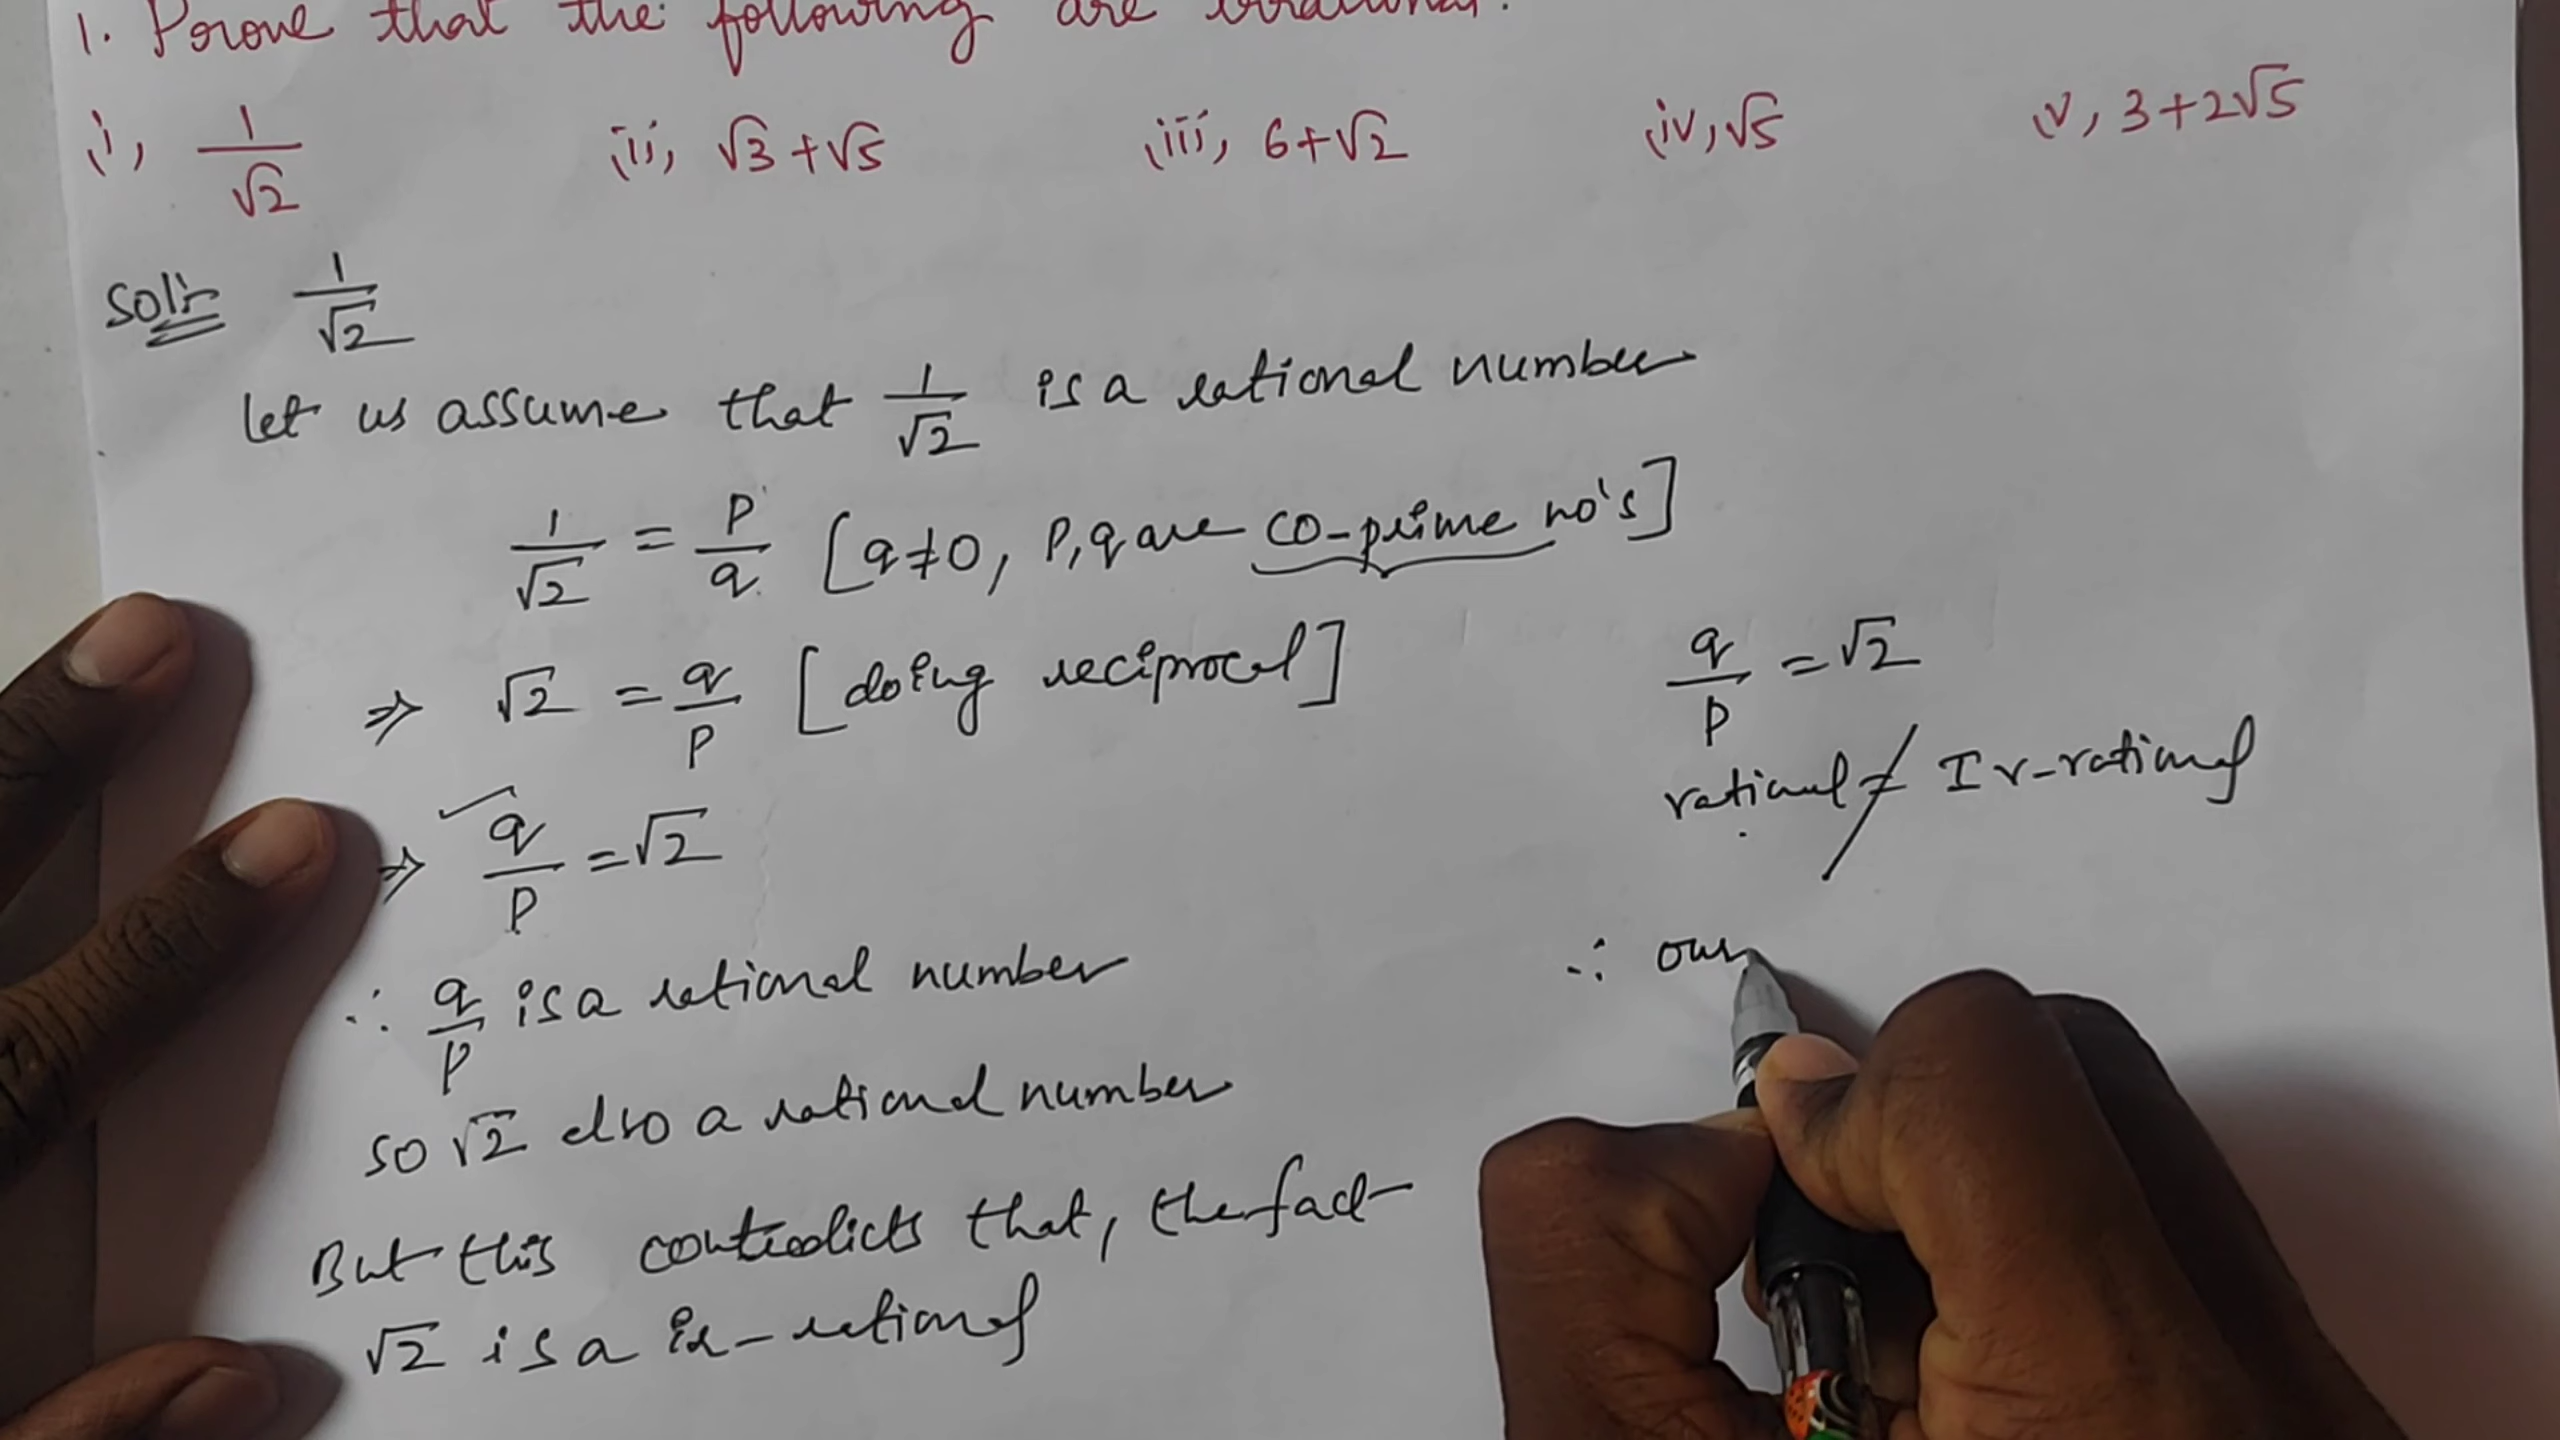 1. Prove that the following are irrational.
(i, 1/√2 (ii, √3+√5 (iii, 6+√2 (iv, √5 (v, 3+2√5
Sol:- 1/√2
let us assume that 1/√2 is a rational number
1/√2 = P/q [q≠0, P,q are co-prime no's]
⇒ √2 = q/P [doing reciprocal]
⇒ q/P = √2
∴ q/P is a rational number
so √2 also a rational number
But this contradicts that, the fact
√2 is a ir-rational
q/P = √2
rational ≠ Ir-rational
∴ our